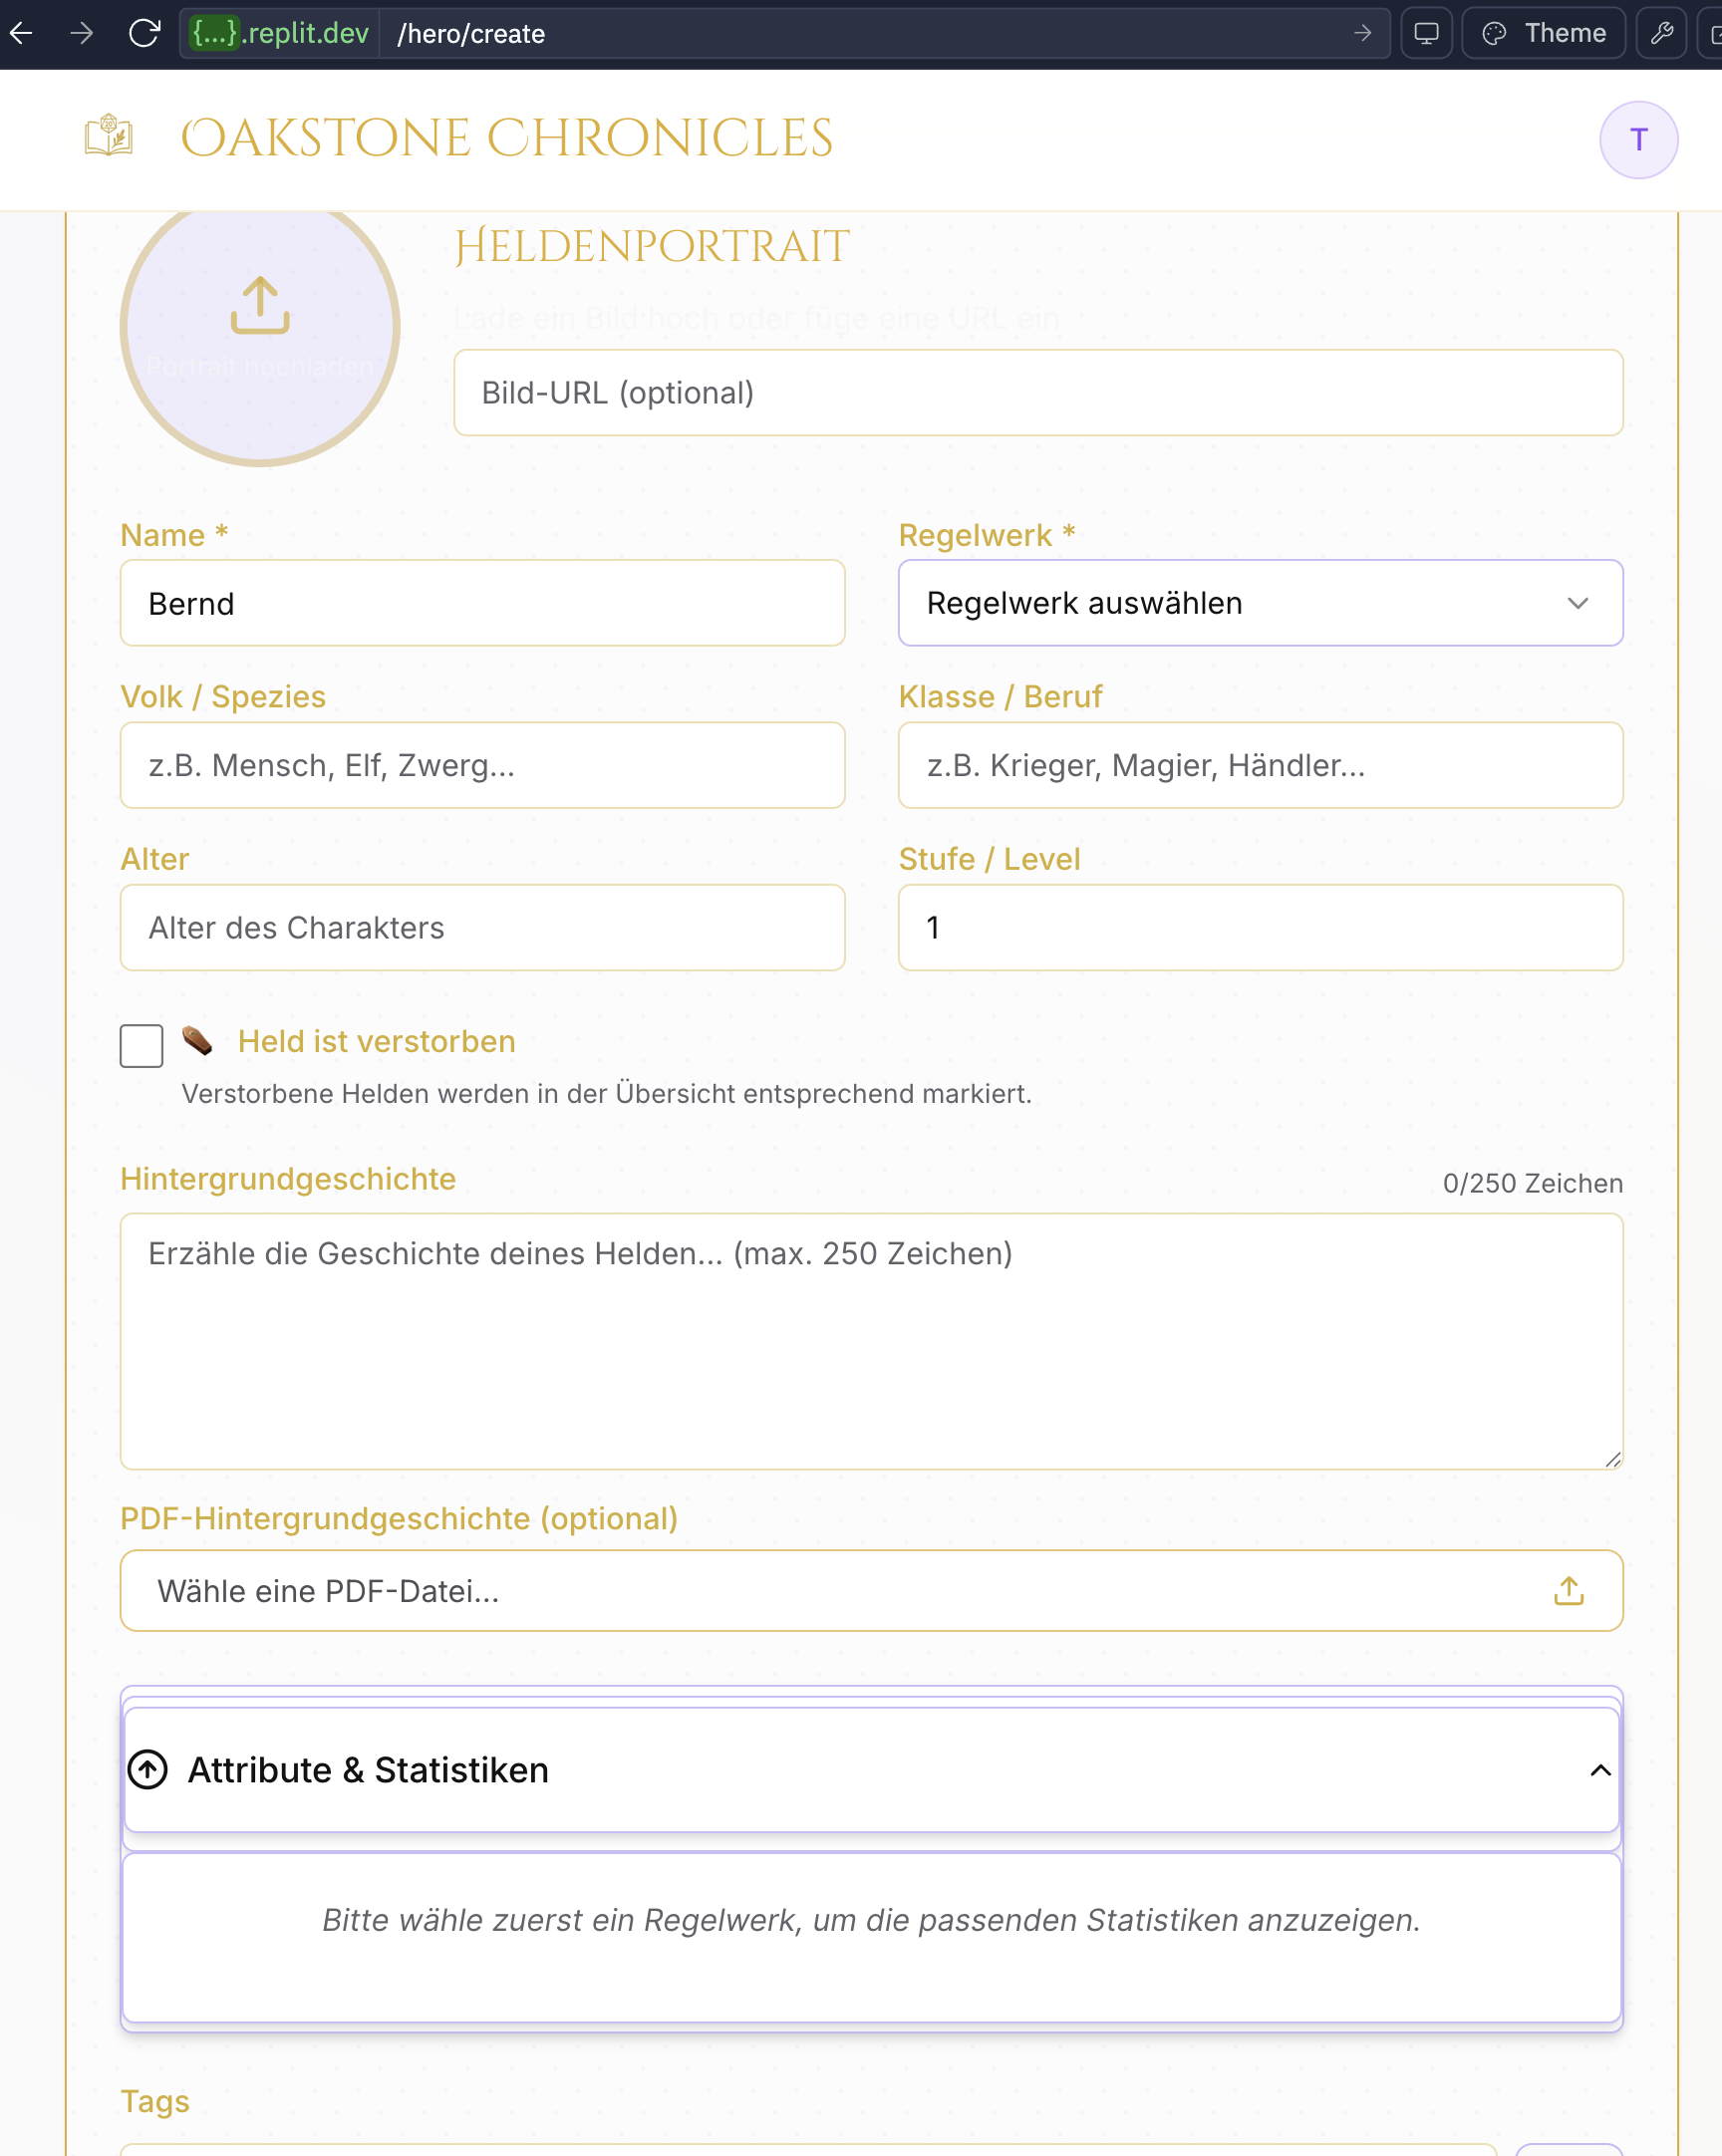 {...}.replit.dev /hero/create Theme
OAKSTONE CHRONICLES
T
HELDENPORTRAIT
Lade ein Bild hoch oder füge eine URL ein
Portrait hochladen
Bild-URL (optional)
Name * Regelwerk *
Bernd Regelwerk auswählen
Volk / Spezies Klasse / Beruf
z.B. Mensch, Elf, Zwerg... z.B. Krieger, Magier, Händler...
Alter Stufe / Level
Alter des Charakters 1
Held ist verstorben
Verstorbene Helden werden in der Übersicht entsprechend markiert.
Hintergrundgeschichte 0/250 Zeichen
Erzähle die Geschichte deines Helden... (max. 250 Zeichen)
PDF-Hintergrundgeschichte (optional)
Wähle eine PDF-Datei...
Attribute & Statistiken
Bitte wähle zuerst ein Regelwerk, um die passenden Statistiken anzuzeigen.
Tags